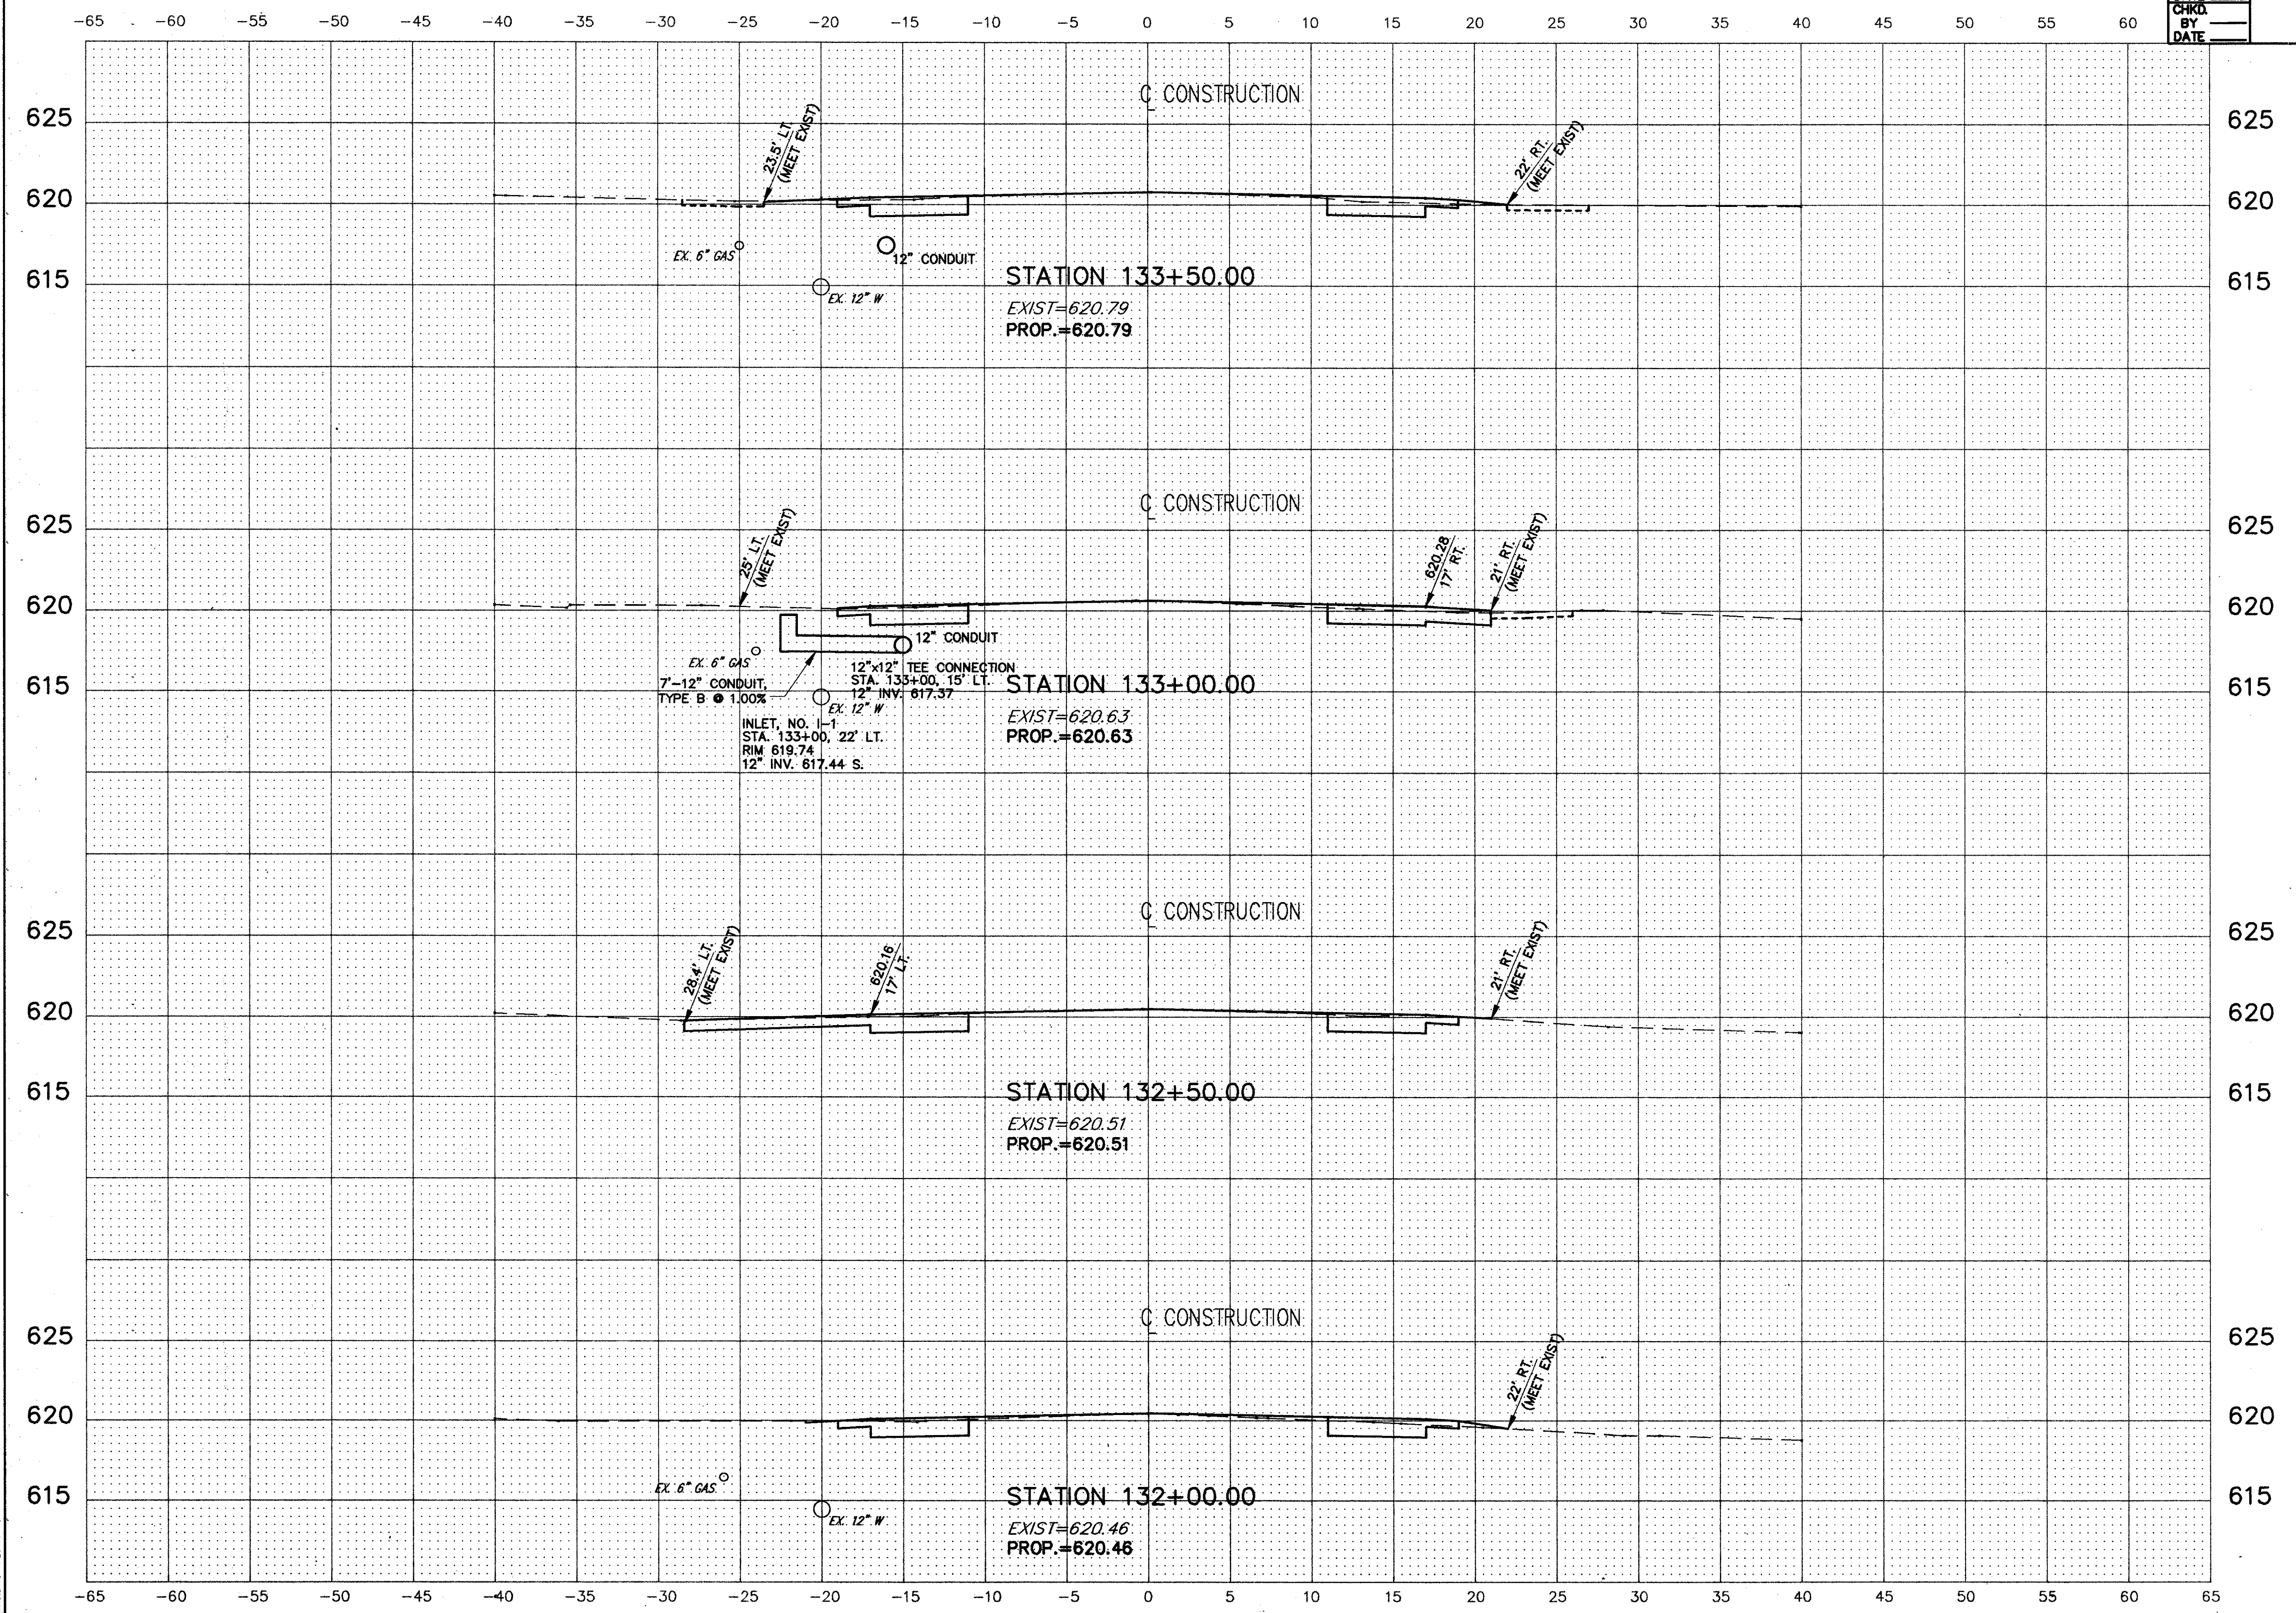 CHKD.
BY
DATE
-65 -60 -55 -50 -45 -40 -35 -30 -25 -20 -15 -10 -5 0 5 10 15 20 25 30 35 40 45 50 55 60
℄ CONSTRUCTION
625 625
23.5' LT.
(MEET EXIST)
22' RT.
(MEET EXIST)
620 620
EX. 6" GAS
12" CONDUIT
615 615
EX. 12" W
STATION 133+50.00
EXIST=620.79
PROP.=620.79
℄ CONSTRUCTION
625 625
25' LT.
(MEET EXIST)
620.28
17' RT.
21' RT.
(MEET EXIST)
620 620
12" CONDUIT
EX. 6" GAS
12"x12" TEE CONNECTION
STA. 133+00, 15' LT.
12" INV. 617.37
7'-12" CONDUIT,
TYPE B @ 1.00%
615 615
EX. 12" W
INLET, NO. I-1
STA. 133+00, 22' LT.
RIM 619.74
12" INV. 617.44 S.
STATION 133+00.00
EXIST=620.63
PROP.=620.63
℄ CONSTRUCTION
625 625
28.4' LT.
(MEET EXIST)
620.16
17' LT.
21' RT.
(MEET EXIST)
620 620
615 615
STATION 132+50.00
EXIST=620.51
PROP.=620.51
℄ CONSTRUCTION
625 625
22' RT.
(MEET EXIST)
620 620
EX. 6" GAS
615 615
EX. 12" W
STATION 132+00.00
EXIST=620.46
PROP.=620.46
-65 -60 -55 -50 -45 -40 -35 -30 -25 -20 -15 -10 -5 0 5 10 15 20 25 30 35 40 45 50 55 60 65